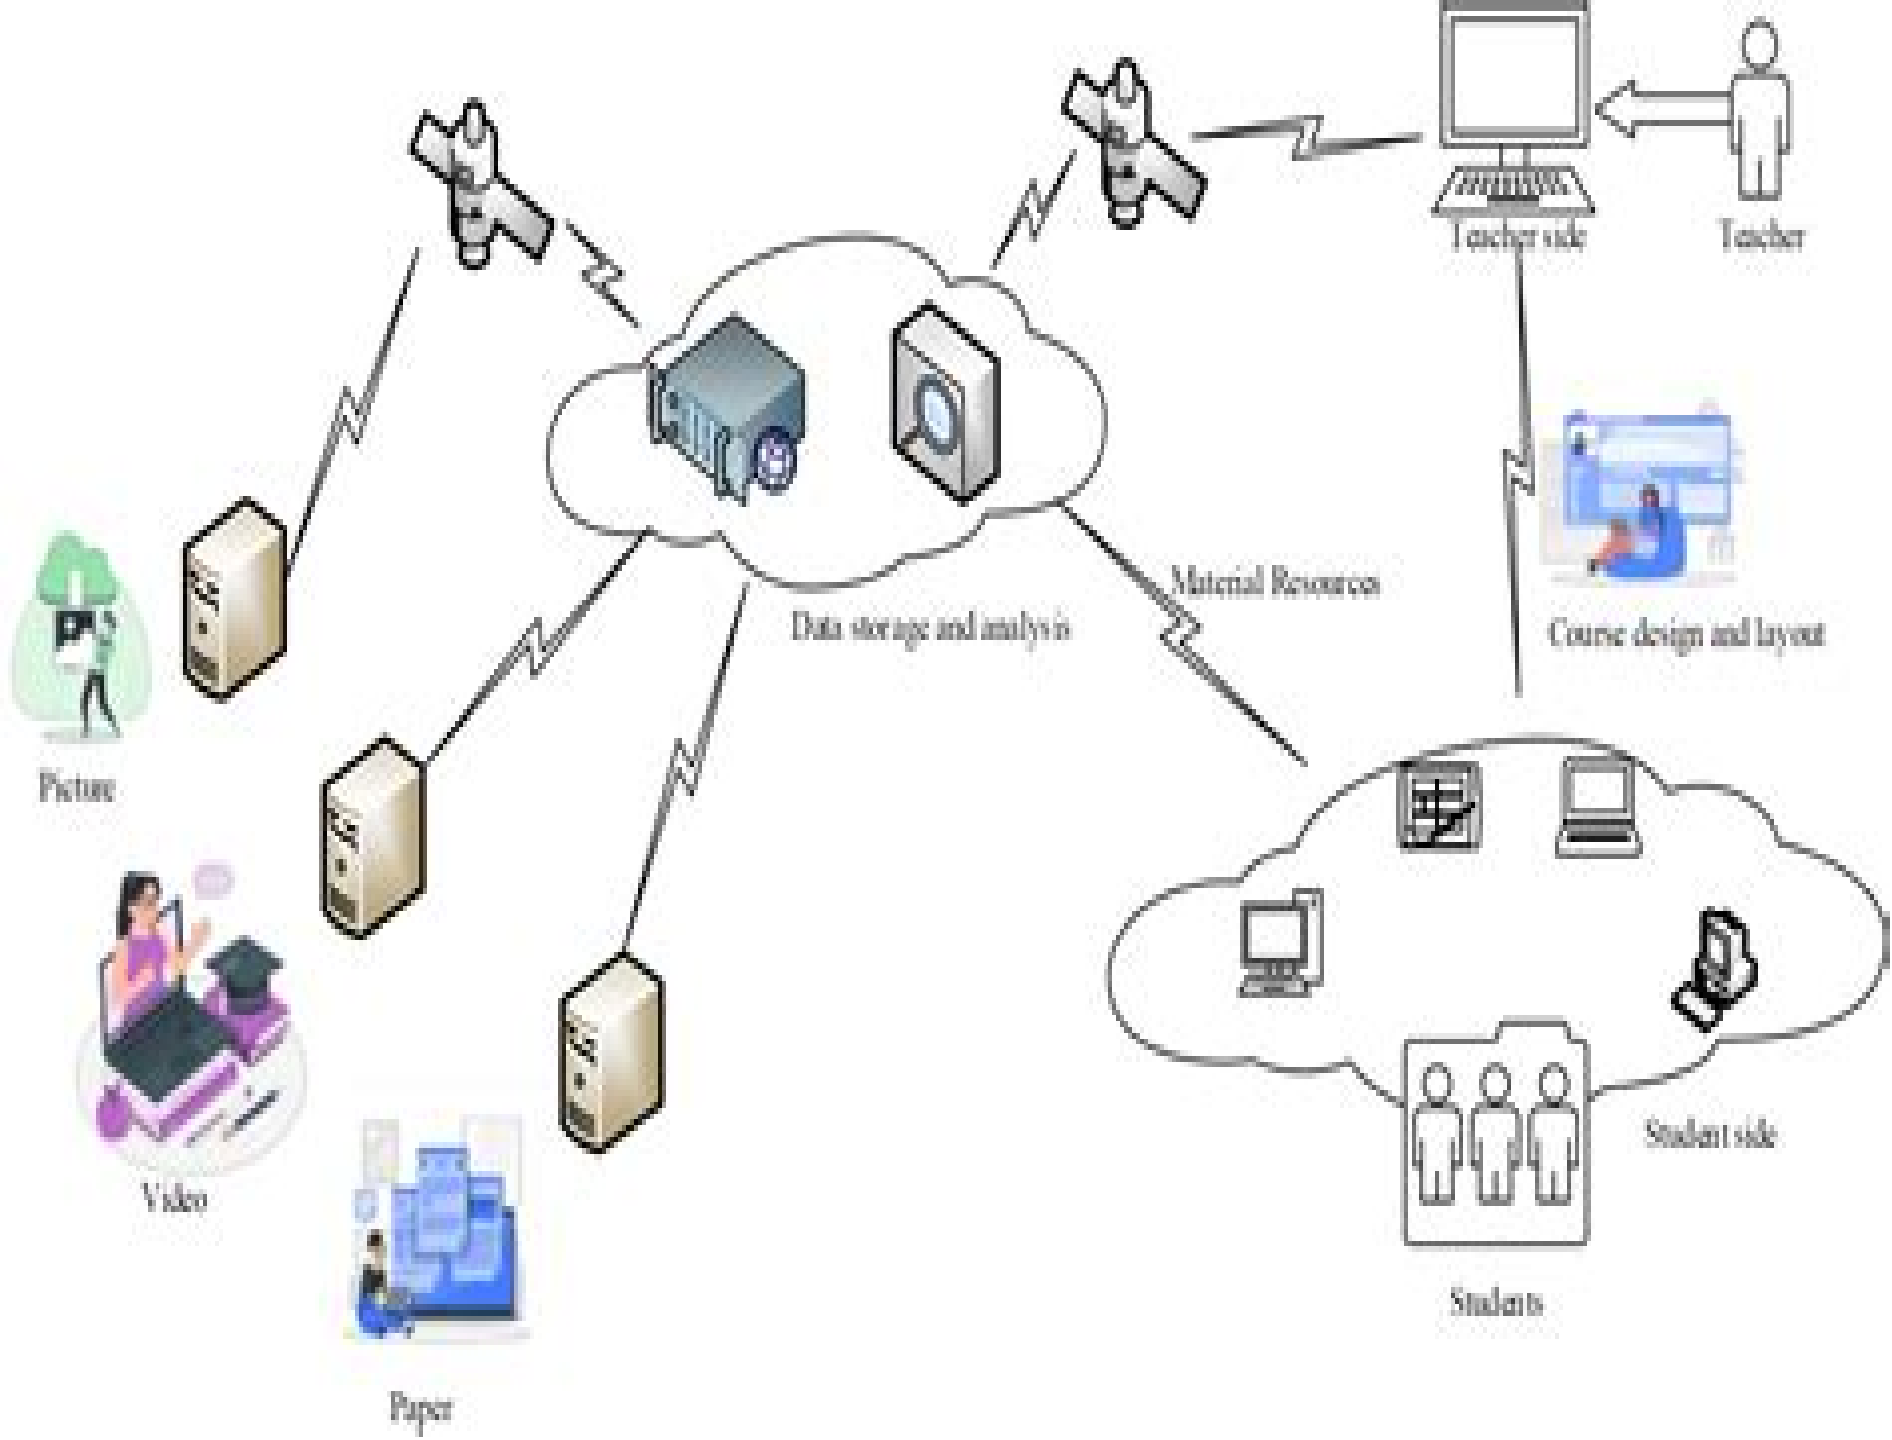 Teacher side
Teacher
Material Resources
Data storage and analysis
Course design and layout
Picture
Student side
Video
Students
Paper